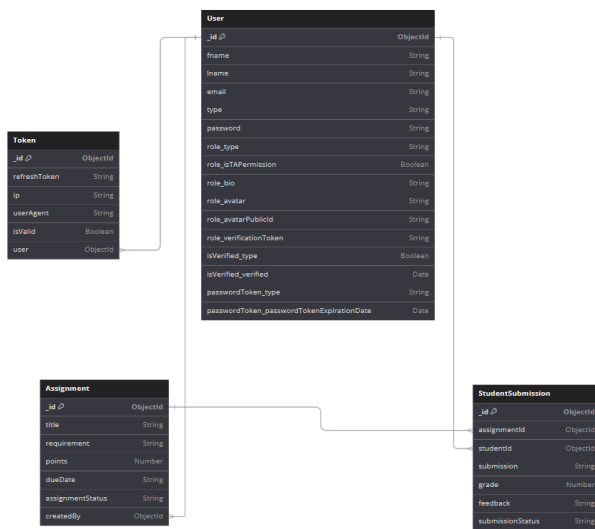 User
_id ObjectId
fname String
lname String
email String
type String
password String
role_type String
role_isTAPermission Boolean
role_bio String
role_avatar String
role_avatarPublicId String
role_verificationToken String
isVerified_type Boolean
isVerified_verified Date
passwordToken_type String
passwordToken_passwordTokenExpirationDate Date
Token
_id ObjectId
refreshToken String
ip String
userAgent String
isValid Boolean
user ObjectId
Assignment
_id ObjectId
title String
requirement String
points Number
dueDate String
assignmentStatus String
createdBy ObjectId
StudentSubmission
_id ObjectId
assignmentId ObjectId
studentId ObjectId
submission String
grade Number
feedback String
submissionStatus String